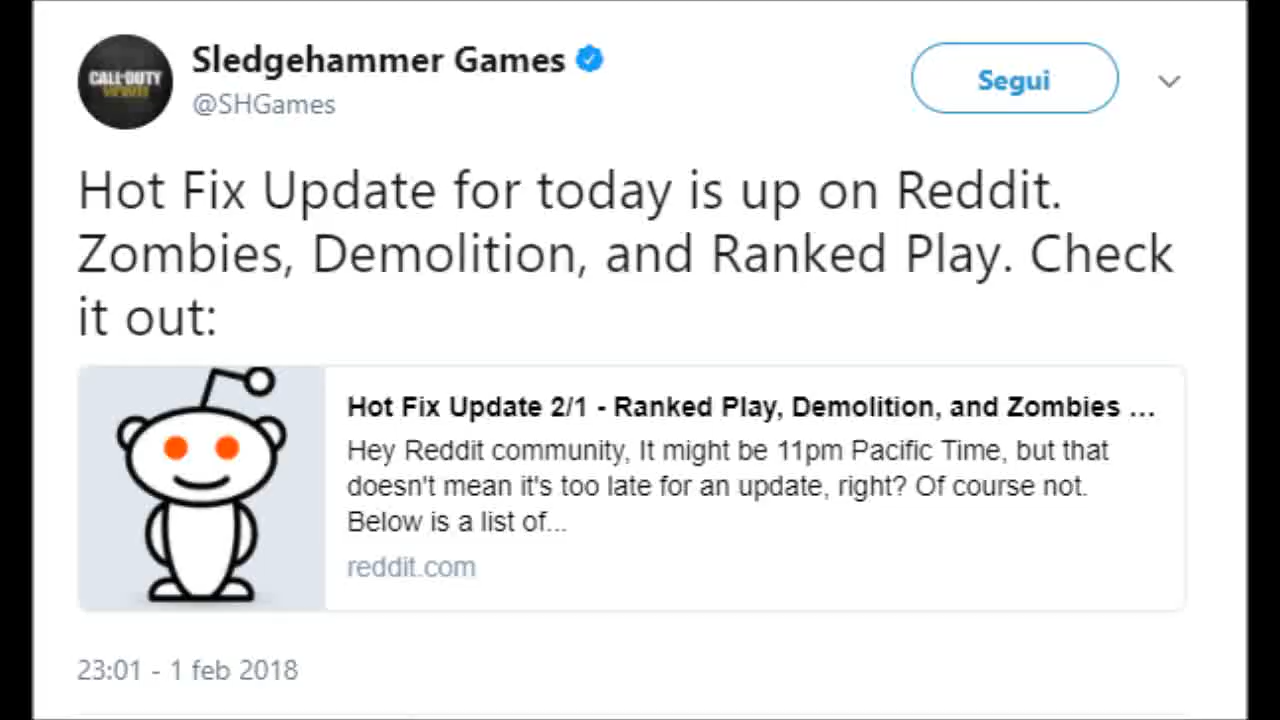 CALL·DUTY
WWII
Sledgehammer Games
@SHGames
Segui
Hot Fix Update for today is up on Reddit.
Zombies, Demolition, and Ranked Play. Check
it out:
Hot Fix Update 2/1 - Ranked Play, Demolition, and Zombies ...
Hey Reddit community, It might be 11pm Pacific Time, but that
doesn't mean it's too late for an update, right? Of course not.
Below is a list of...
reddit.com
23:01 - 1 feb 2018